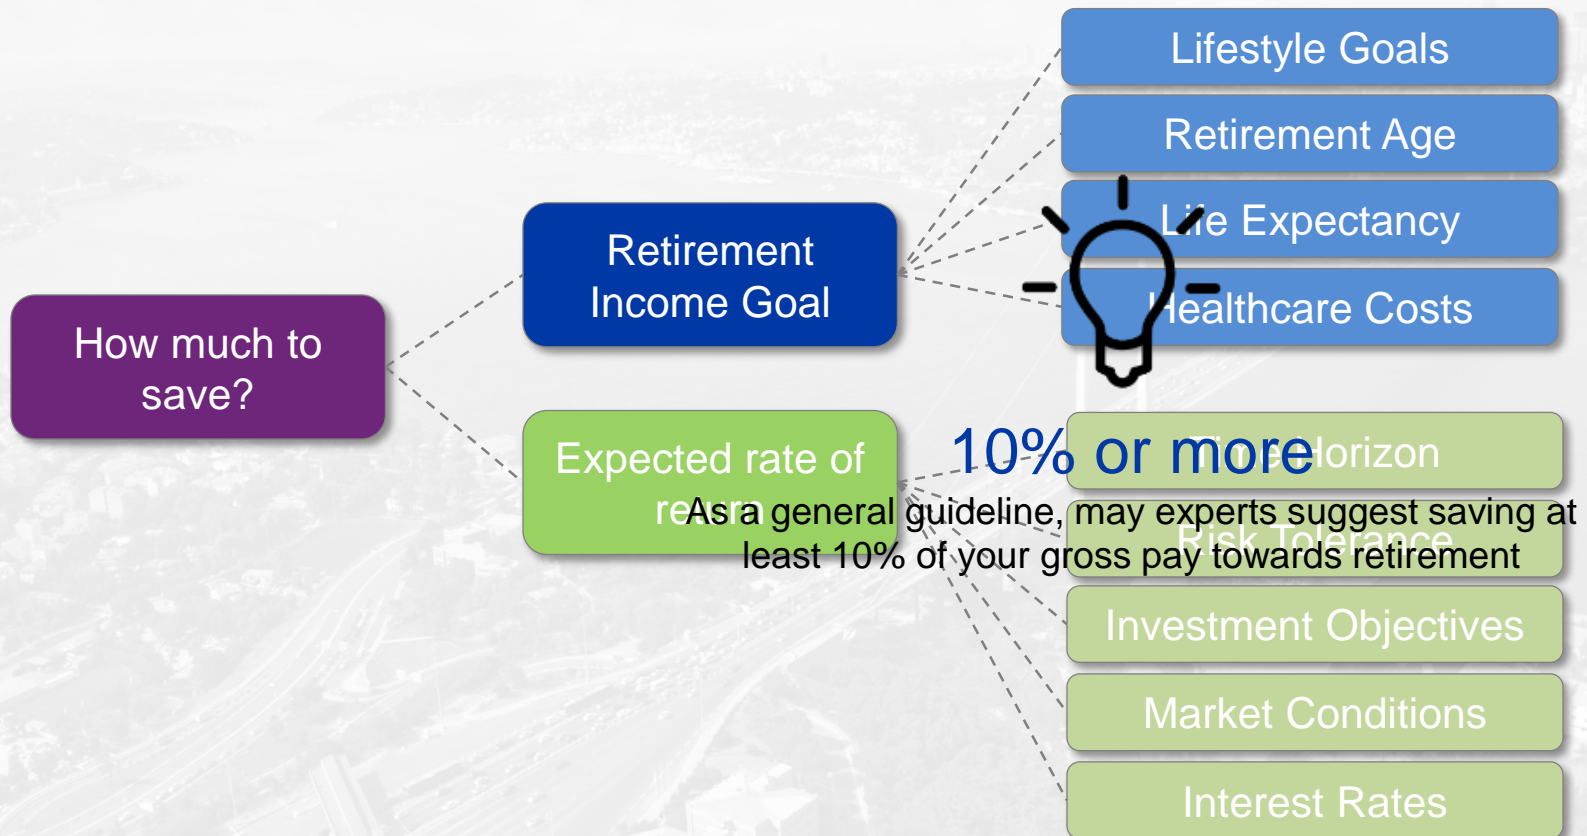 How much to
save?
Retirement
Income Goal
Lifestyle Goals
Retirement Age
Life Expectancy
Healthcare Costs
Expected rate of
return
10% or more
As a general guideline, may experts suggest saving at
least 10% of your gross pay towards retirement
Time Horizon
Risk Tolerance
Investment Objectives
Market Conditions
Interest Rates